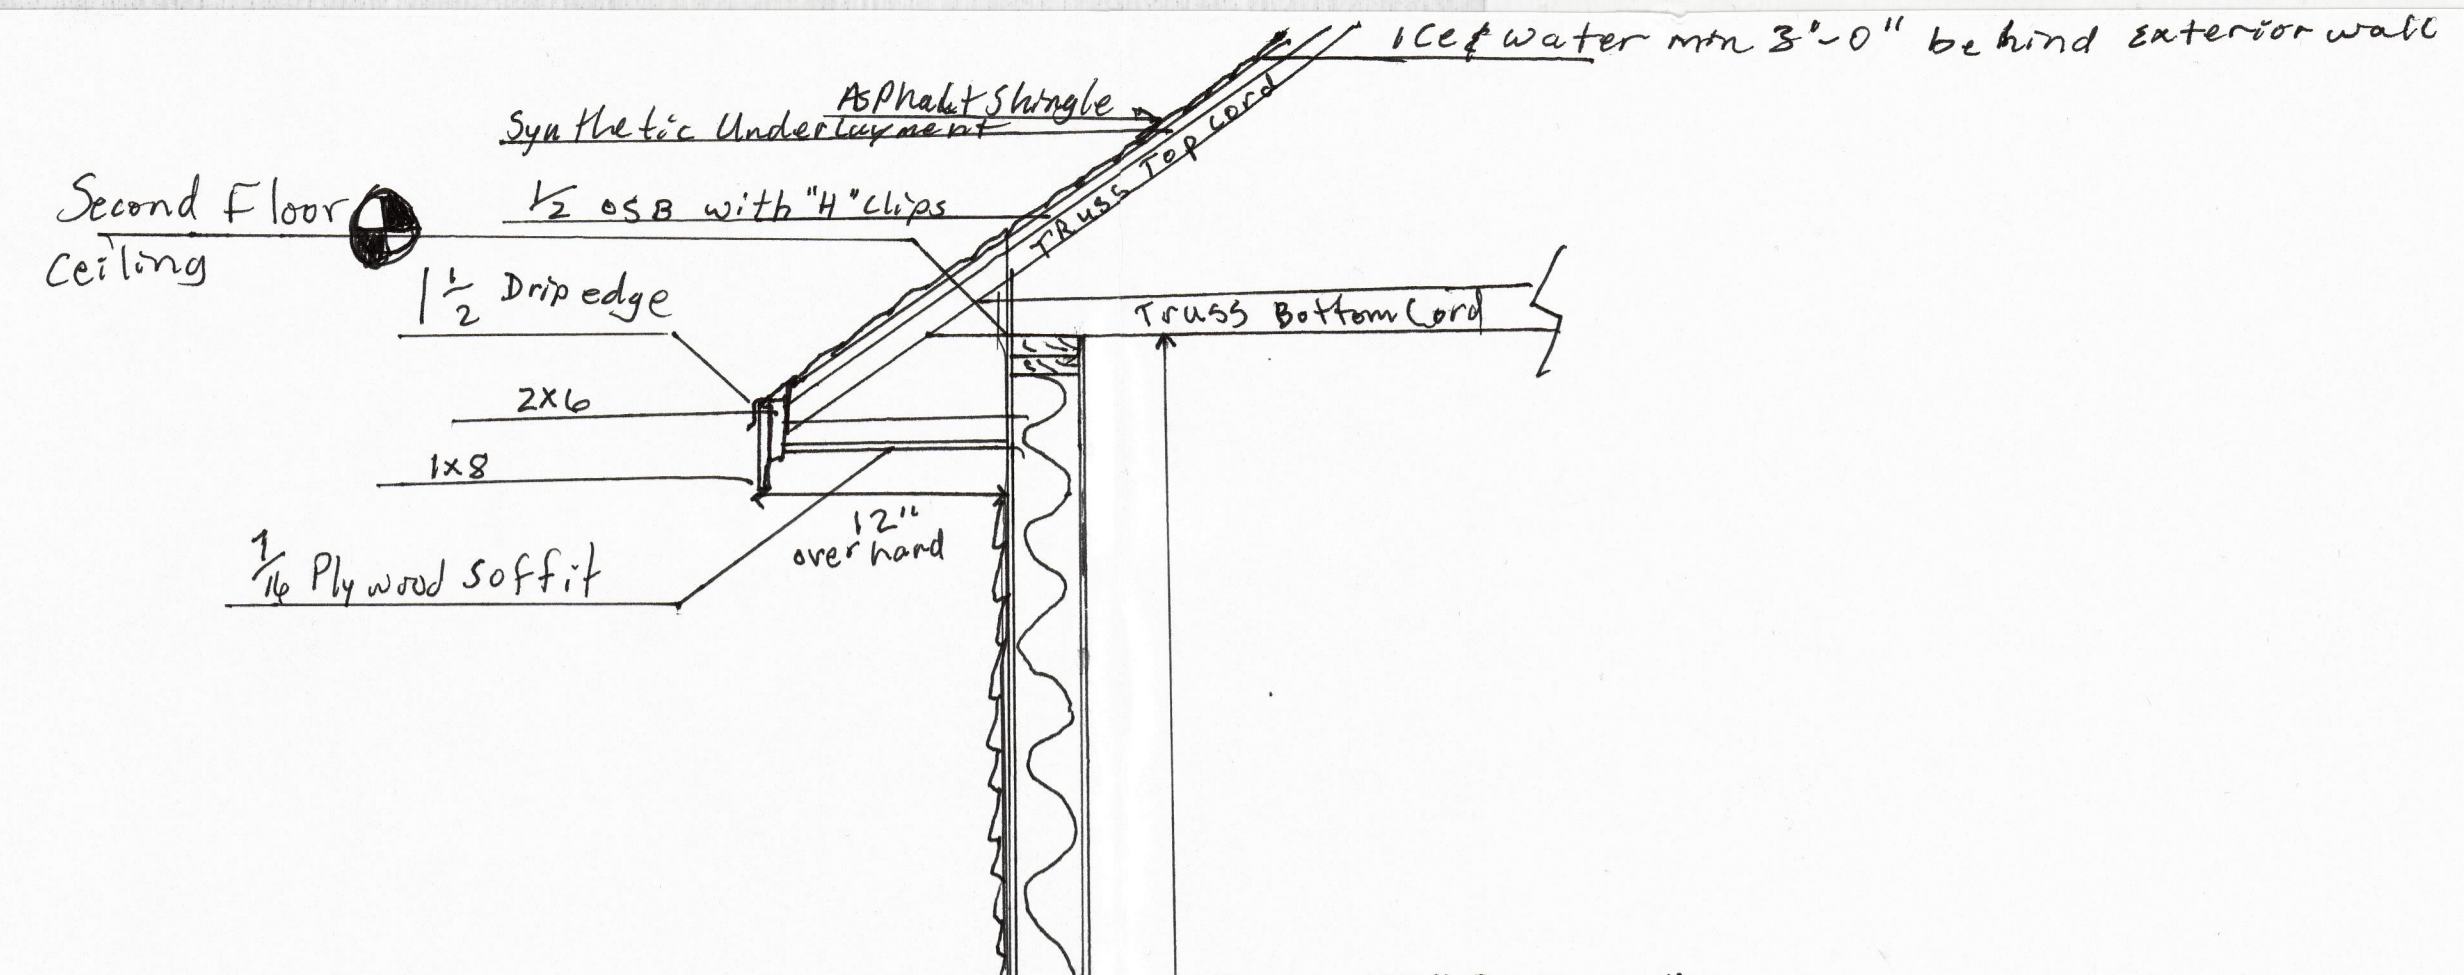 ice & water min 3'-0" behind exterior wall
Asphalt Shingle
Synthetic Underlayment
Truss Top Cord
Second Floor
Ceiling
1/2 OSB with "H" Clips
1 1/2 Drip edge
Truss Bottom Cord
2x6
1x8
12"
over hand
7/16 Plywood Soffit